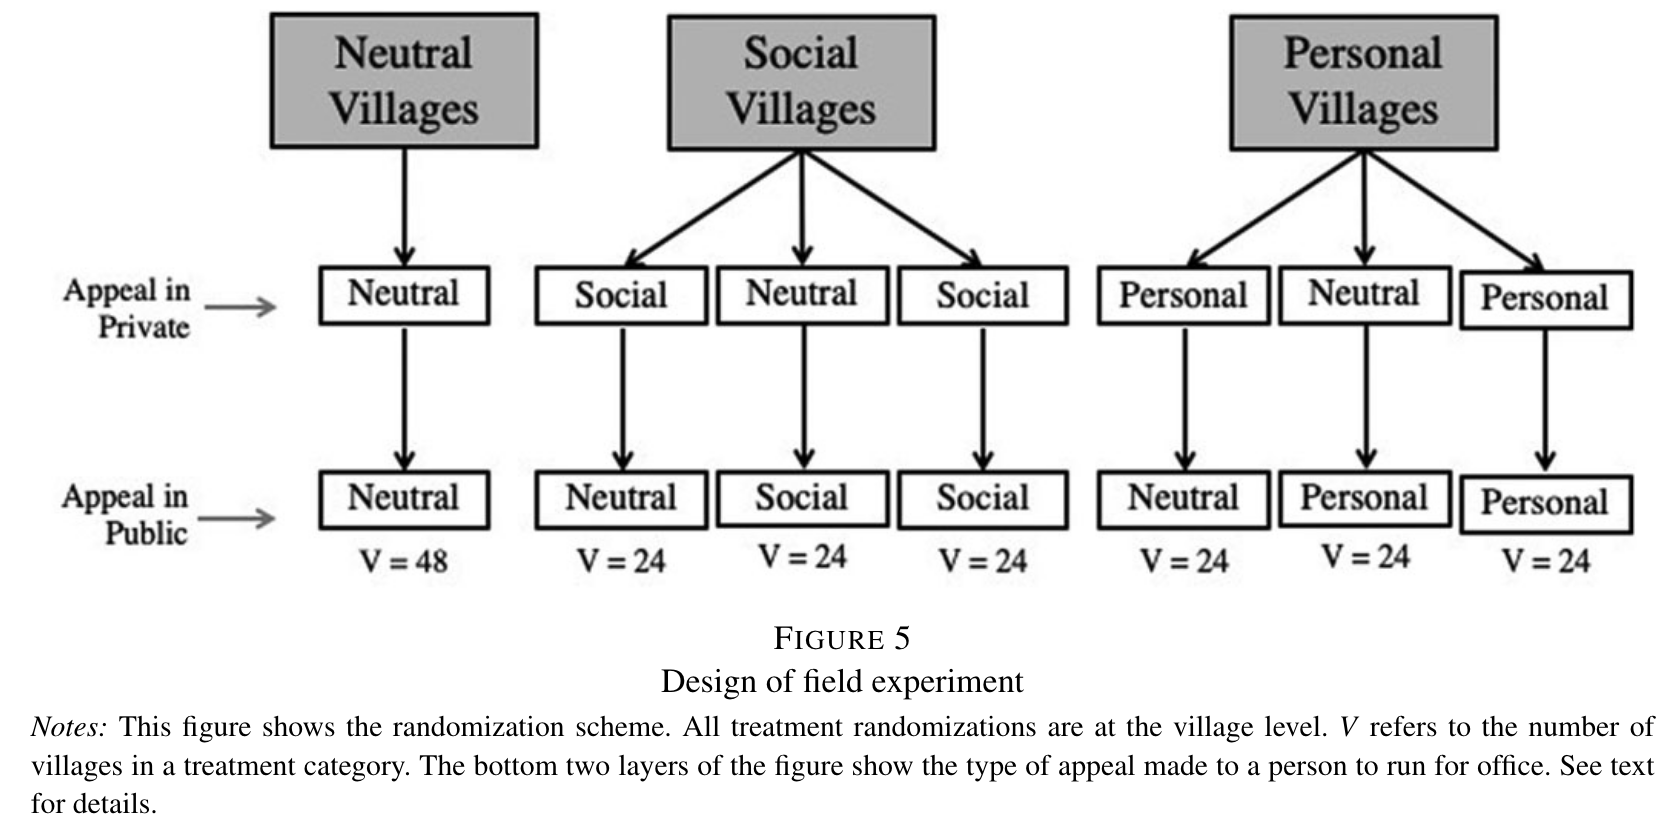 Neutral
Villages
Social
Villages
Personal
Villages
Appeal in
Private
Neutral
Social
Neutral
Social
Personal
Neutral
Personal
Appeal in
Public
Neutral
Neutral
Social
Social
Neutral
Personal
Personal
V = 48
V = 24
V = 24
V = 24
V = 24
V = 24
V = 24
FIGURE 5
Design of field experiment
Notes: This figure shows the randomization scheme. All treatment randomizations are at the village level. V refers to the number of
villages in a treatment category. The bottom two layers of the figure show the type of appeal made to a person to run for office. See text
for details.